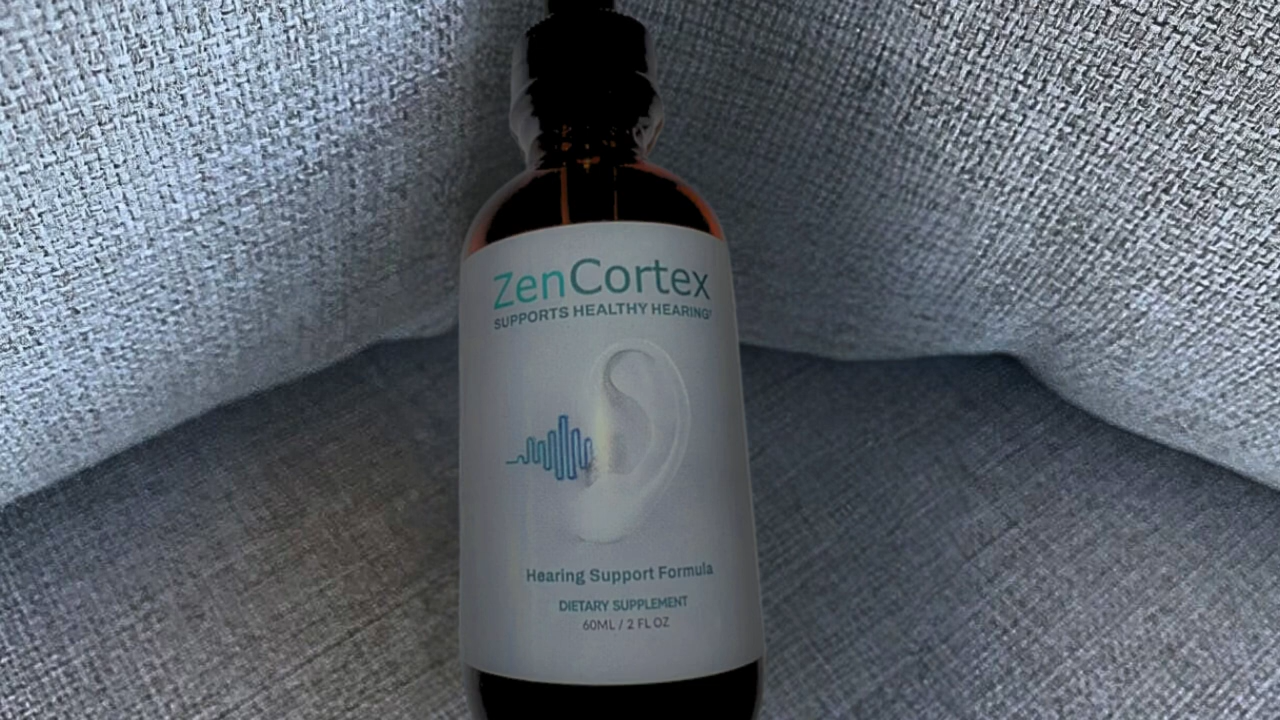 ZenCortex
SUPPORTS HEALTHY HEARING†
Hearing Support Formula
DIETARY SUPPLEMENT
60ML / 2 FL OZ